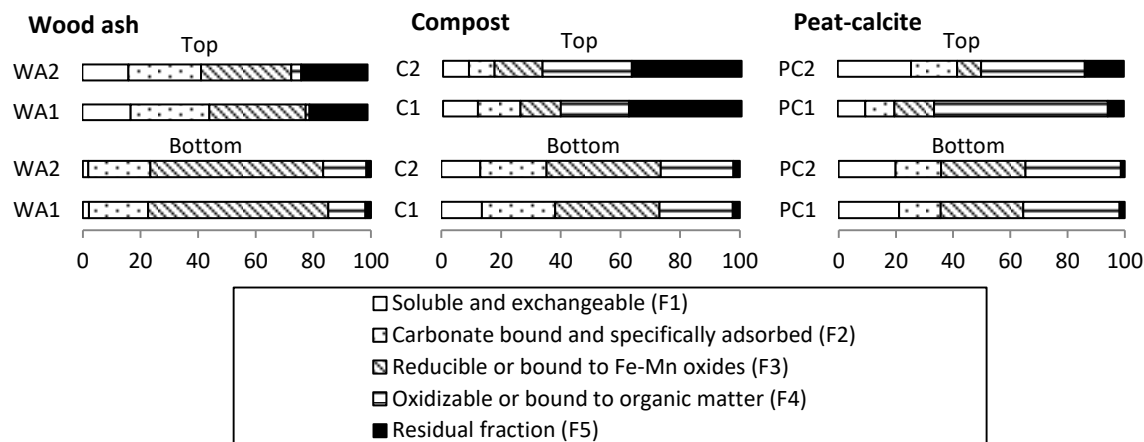 Wood ash Compost Peat-calcite
Top Top Top
WA2 C2 PC2
WA1 C1 PC1
Bottom Bottom Bottom
WA2 C2 PC2
WA1 C1 PC1
0 20 40 60 80 100 0 20 40 60 80 100 0 20 40 60 80 100
Soluble and exchangeable (F1)
Carbonate bound and specifically adsorbed (F2)
Reducible or bound to Fe-Mn oxides (F3)
Oxidizable or bound to organic matter (F4)
Residual fraction (F5)